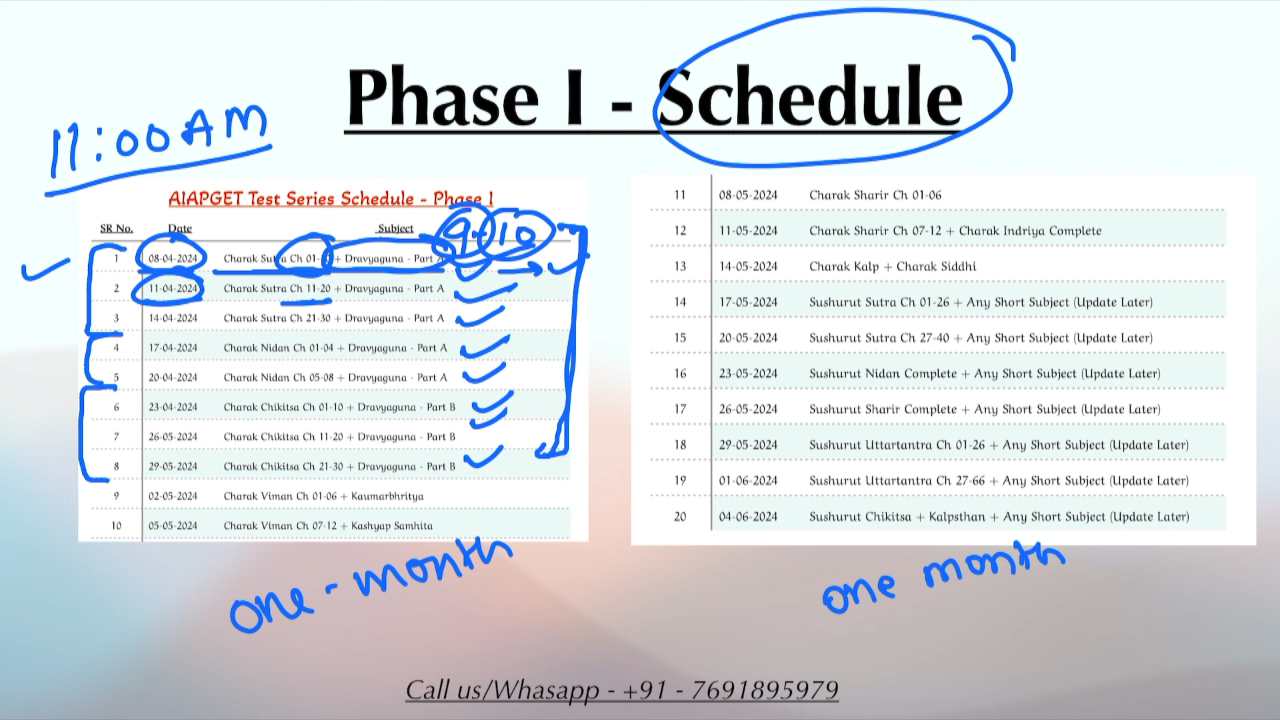 Phase I - Schedule
11:00 AM
AIAPGET Test Series Schedule - Phase 1
SR No. Date Subject
9 - 10
1 08-04-2024 Charak Sutra Ch 01- + Dravyaguna - Part A
2 11-04-2024 Charak Sutra Ch 11-20 + Dravyaguna - Part A
3 14-04-2024 Charak Sutra Ch 21-30 + Dravyaguna - Part A
4 17-04-2024 Charak Nidan Ch 01-04 + Dravyaguna - Part A
5 20-04-2024 Charak Nidan Ch 05-08 + Dravyaguna - Part A
6 23-04-2024 Charak Chikitsa Ch 01-10 + Dravyaguna - Part B
7 26-05-2024 Charak Chikitsa Ch 11-20 + Dravyaguna - Part B
8 29-05-2024 Charak Chikitsa Ch 21-30 + Dravyaguna - Part B
9 02-05-2024 Charak Viman Ch 01-06 + Kaumarbhritya
10 05-05-2024 Charak Viman Ch 07-12 + Kashyap Samhita
one-month
11 08-05-2024 Charak Sharir Ch 01-06
12 11-05-2024 Charak Sharir Ch 07-12 + Charak Indriya Complete
13 14-05-2024 Charak Kalp + Charak Siddhi
14 17-05-2024 Sushurut Sutra Ch 01-26 + Any Short Subject (Update Later)
15 20-05-2024 Sushurut Sutra Ch 27-40 + Any Short Subject (Update Later)
16 23-05-2024 Sushurut Nidan Complete + Any Short Subject (Update Later)
17 26-05-2024 Sushurut Sharir Complete + Any Short Subject (Update Later)
18 29-05-2024 Sushurut Uttartantra Ch 01-26 + Any Short Subject (Update Later)
19 01-06-2024 Sushurut Uttartantra Ch 27-66 + Any Short Subject (Update Later)
20 04-06-2024 Sushurut Chikitsa + Kalpsthan + Any Short Subject (Update Later)
one month
Call us/Whasapp - +91 - 7691895979